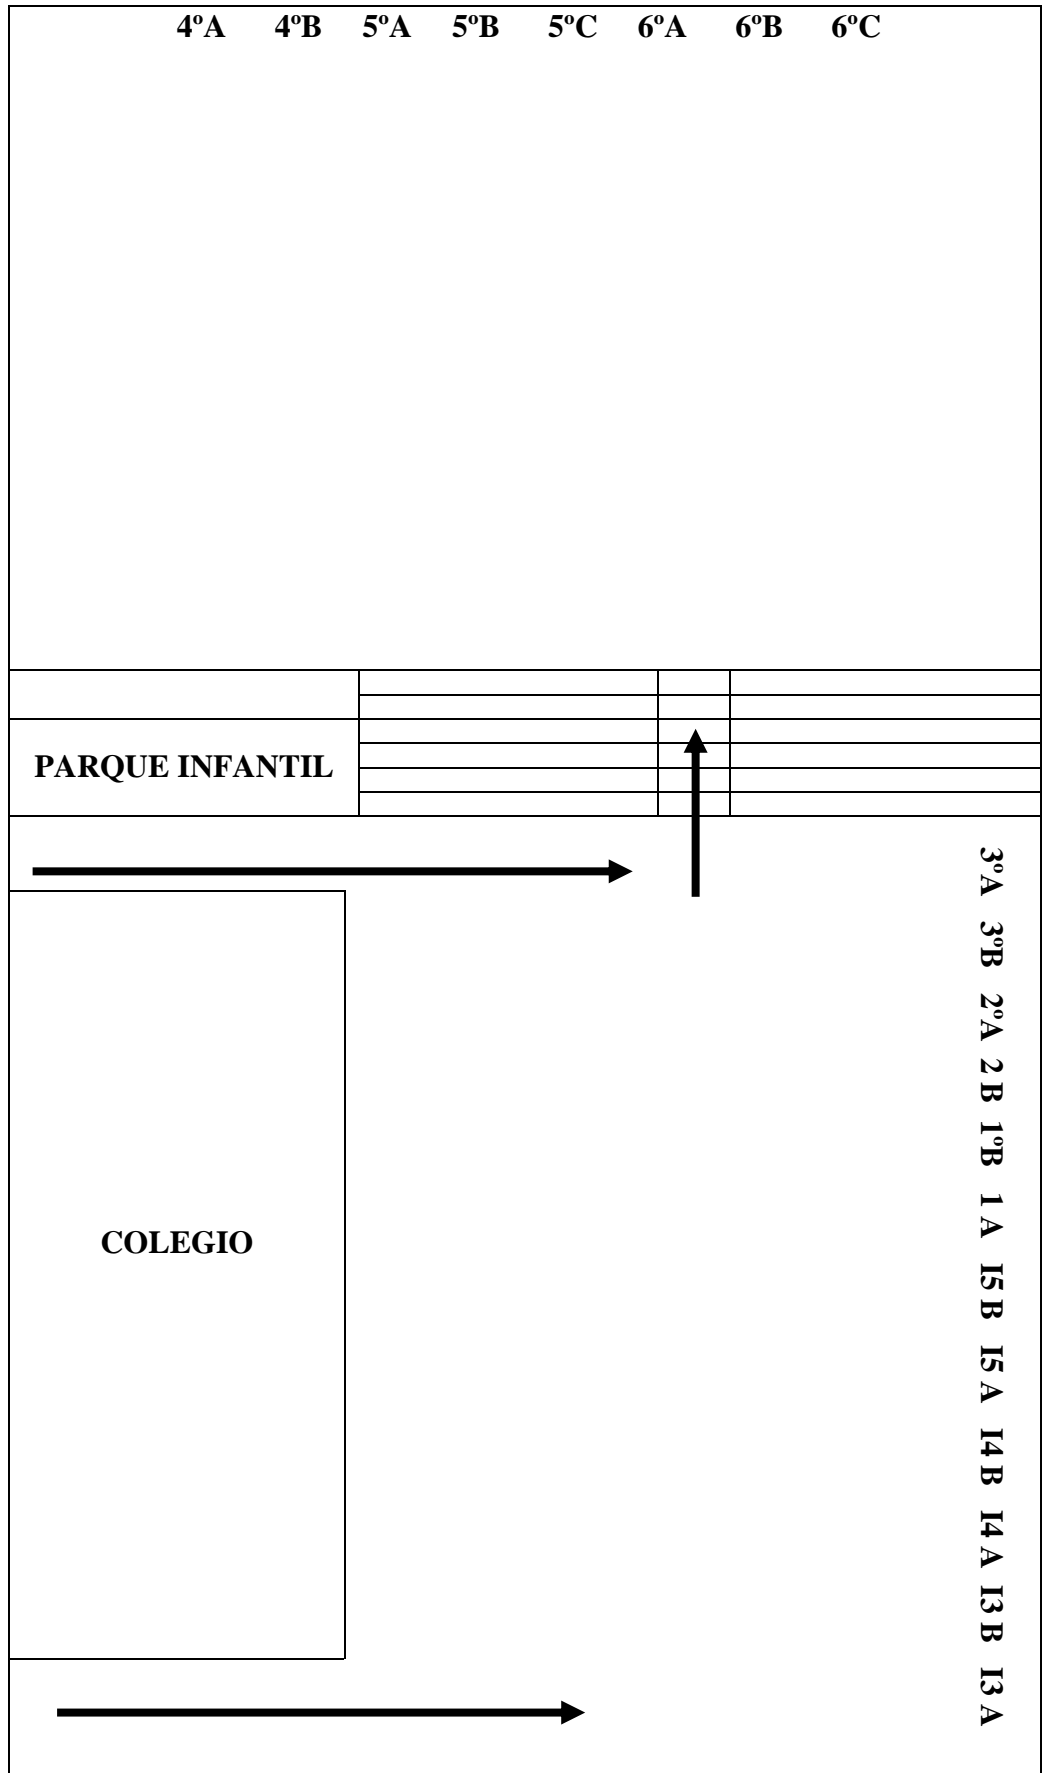 4ºA 4ºB 5ºA 5ºB 5ºC 6ºA 6ºB 6ºC
PARQUE INFANTIL
3ºA 3ºB 2ºA 2 B 1ºB 1 A I5 B I5 A I4 B I4 A I3 B I3 A
COLEGIO